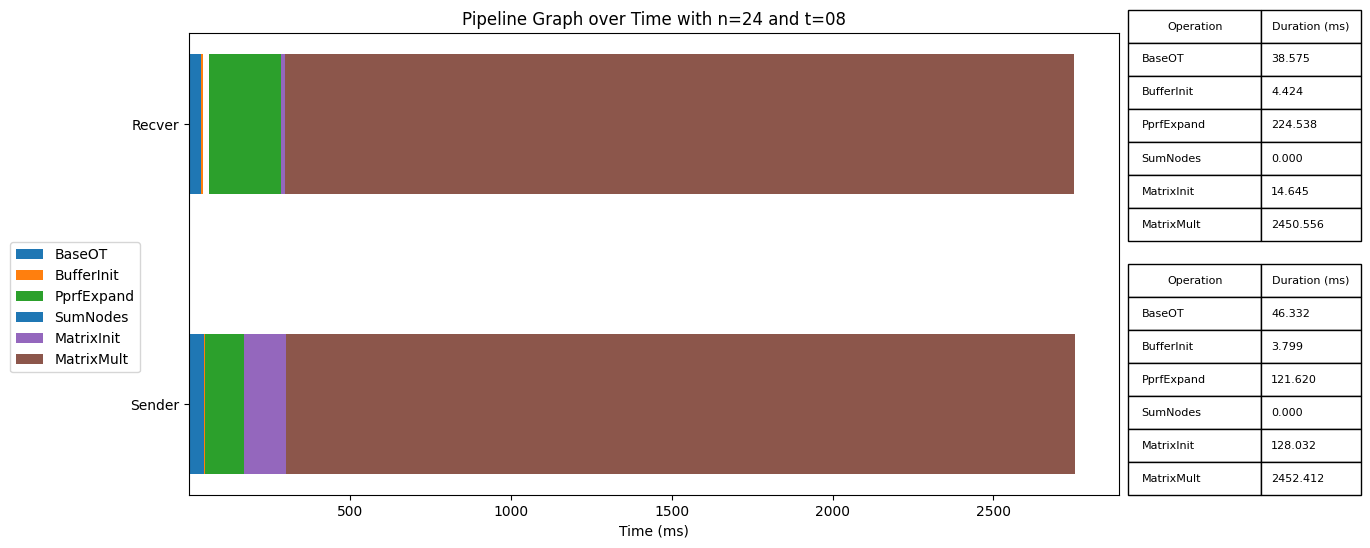 Pipeline Graph over Time with n=24 and t=08
Recver
Sender
BaseOT
BufferInit
PprfExpand
SumNodes
MatrixInit
MatrixMult
500 1000 1500 2000 2500
Time (ms)
Operation Duration (ms)
BaseOT 38.575
BufferInit 4.424
PprfExpand 224.538
SumNodes 0.000
MatrixInit 14.645
MatrixMult 2450.556
Operation Duration (ms)
BaseOT 46.332
BufferInit 3.799
PprfExpand 121.620
SumNodes 0.000
MatrixInit 128.032
MatrixMult 2452.412